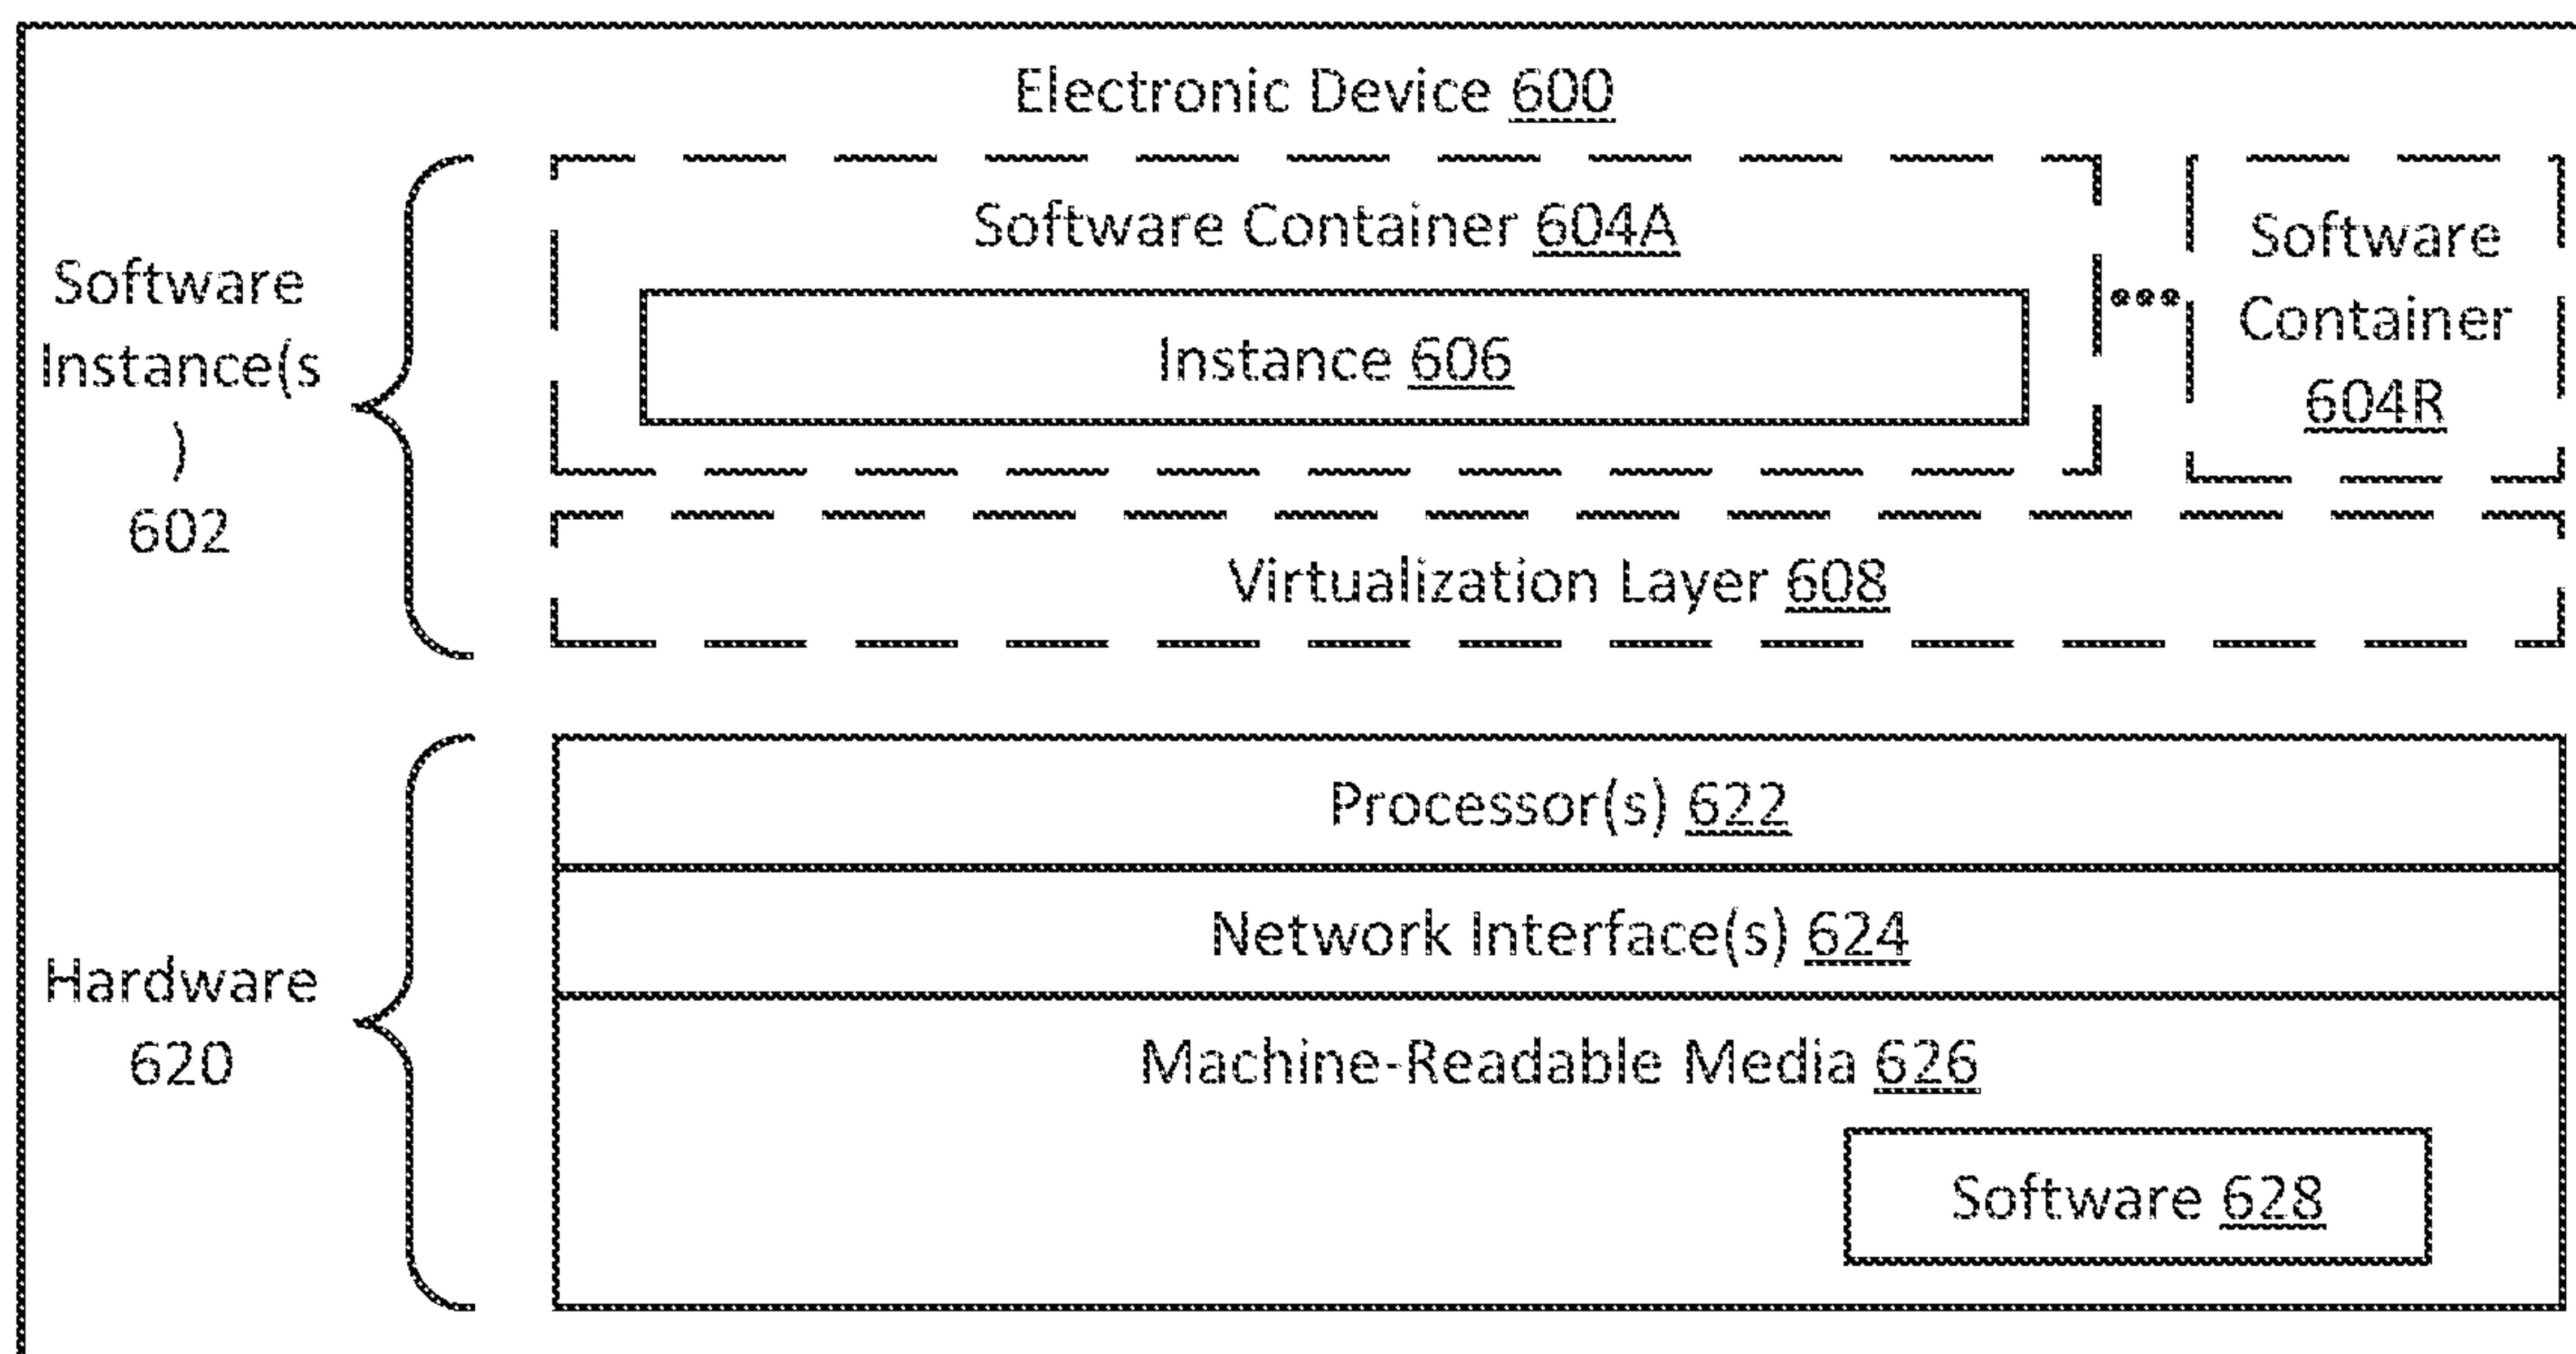 Electronic Device 600
Software Container 604A
Software
Container
604R
Software
Instance(s
)
602
Instance 606
Virtualization Layer 608
Processor(s) 622
Network Interface(s) 624
Hardware
620
Machine-Readable Media 626
Software 628